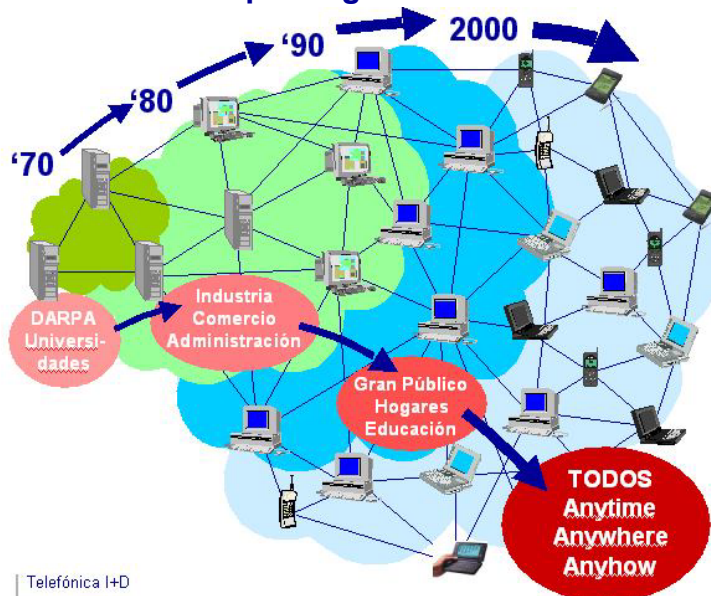 ‘70
‘80
‘90
2000
DARPA
Universi-
dades
Industria
Comercio
Administración
Gran Público
Hogares
Educación
TODOS
Anytime
Anywhere
Anyhow
Telefónica I+D